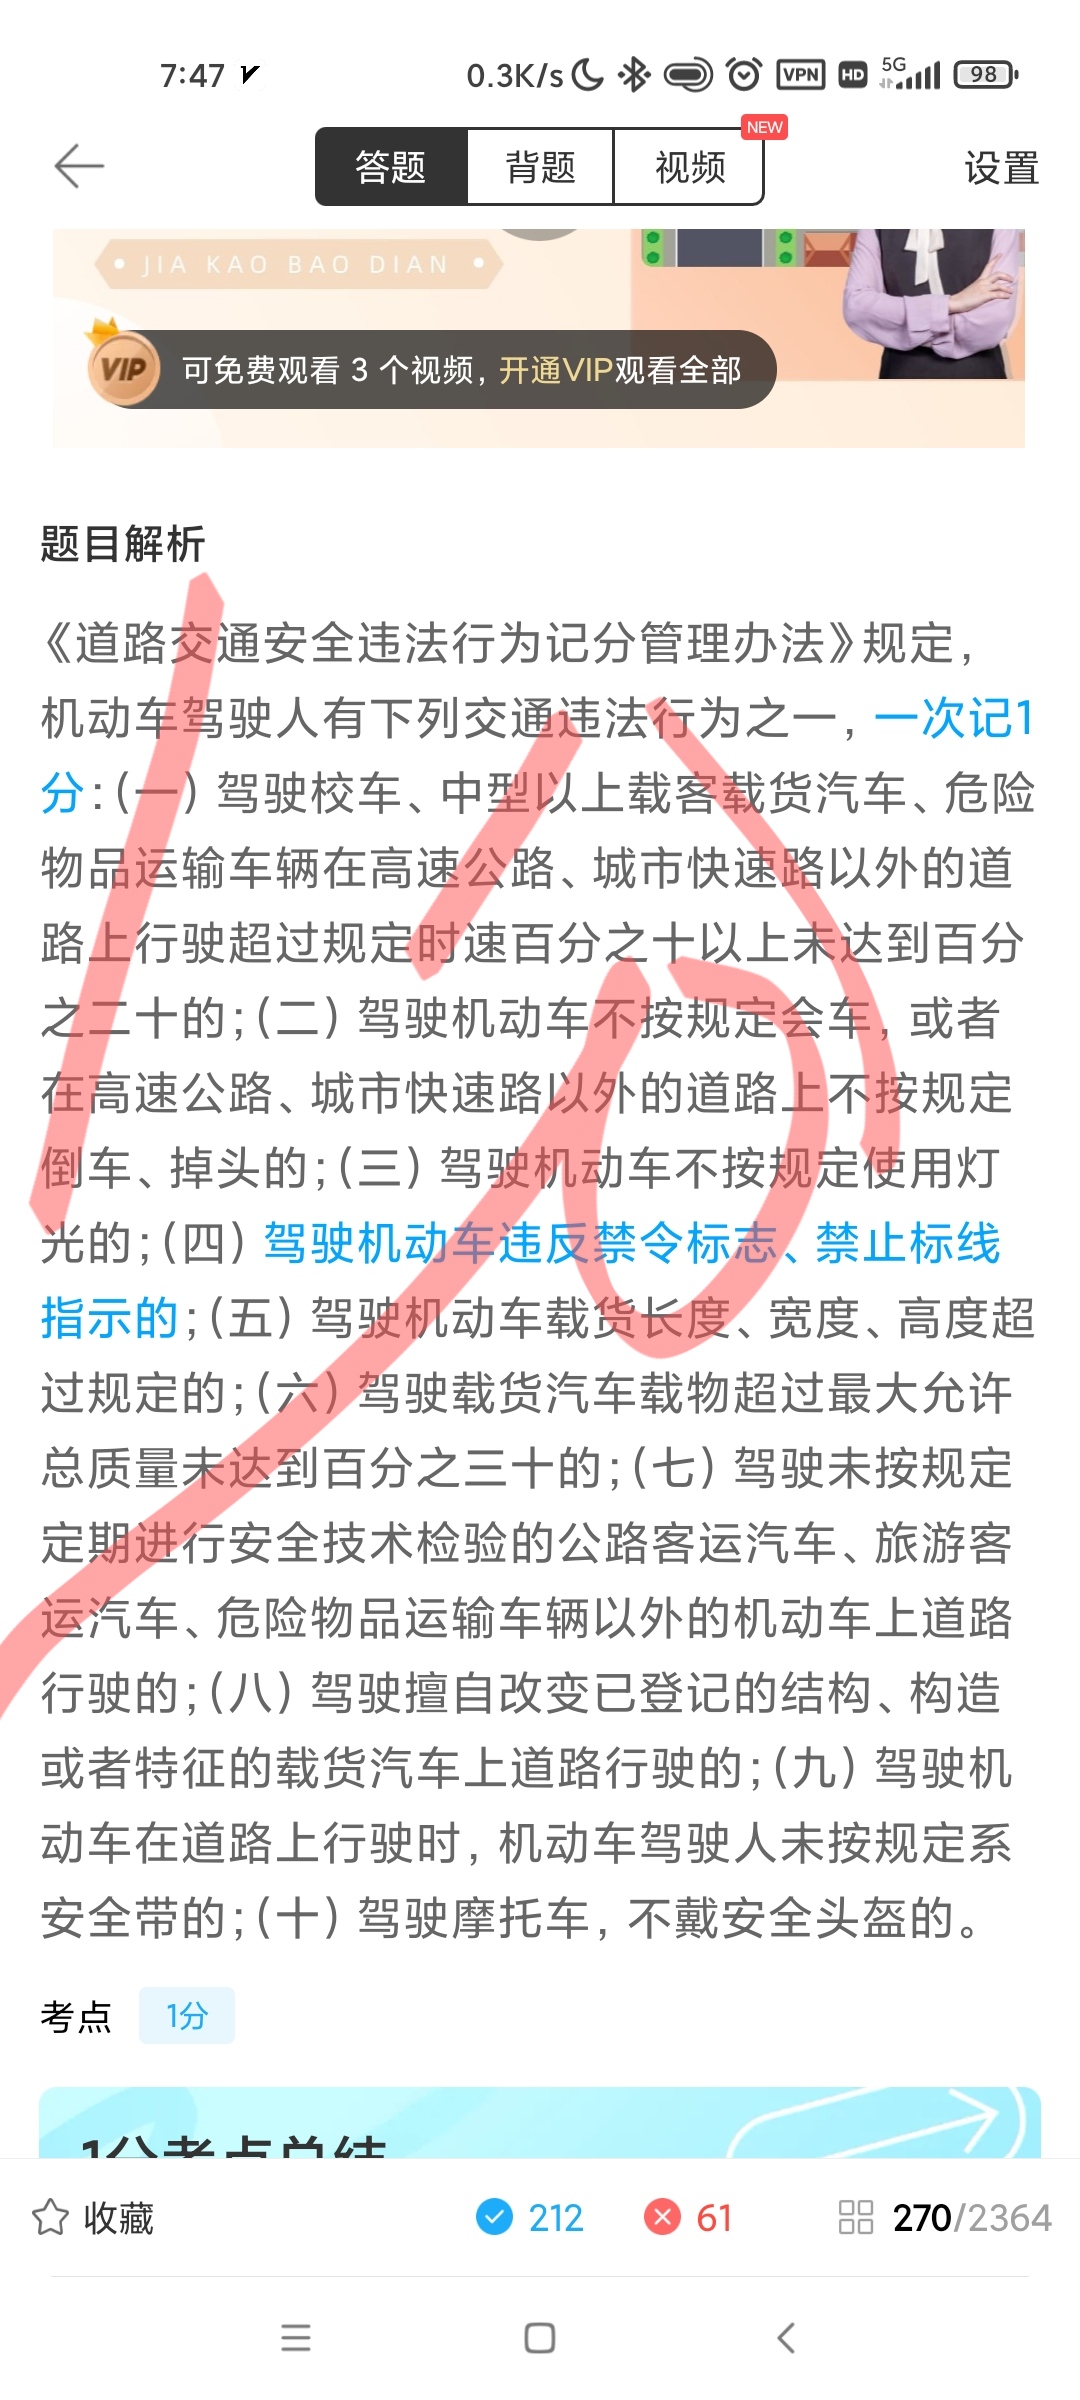 7:47 0.3K/s VPN HD 5G 98
答题 背题 视频 NEW 设置
JIA KAO BAO DIAN
VIP 可免费观看 3 个视频，开通VIP观看全部
题目解析
《道路交通安全违法行为记分管理办法》规定，
机动车驾驶人有下列交通违法行为之一，一次记1
分：（一）驾驶校车、中型以上载客载货汽车、危险
物品运输车辆在高速公路、城市快速路以外的道
路上行驶超过规定时速百分之十以上未达到百分
之二十的；（二）驾驶机动车不按规定会车，或者
在高速公路、城市快速路以外的道路上不按规定
倒车、掉头的；（三）驾驶机动车不按规定使用灯
光的；（四）驾驶机动车违反禁令标志、禁止标线
指示的；（五）驾驶机动车载货长度、宽度、高度超
过规定的；（六）驾驶载货汽车载物超过最大允许
总质量未达到百分之三十的；（七）驾驶未按规定
定期进行安全技术检验的公路客运汽车、旅游客
运汽车、危险物品运输车辆以外的机动车上道路
行驶的；（八）驾驶擅自改变已登记的结构、构造
或者特征的载货汽车上道路行驶的；（九）驾驶机
动车在道路上行驶时，机动车驾驶人未按规定系
安全带的；（十）驾驶摩托车，不戴安全头盔的。
1分
考点 1分
1分考点总结
收藏 212 61 270/2364